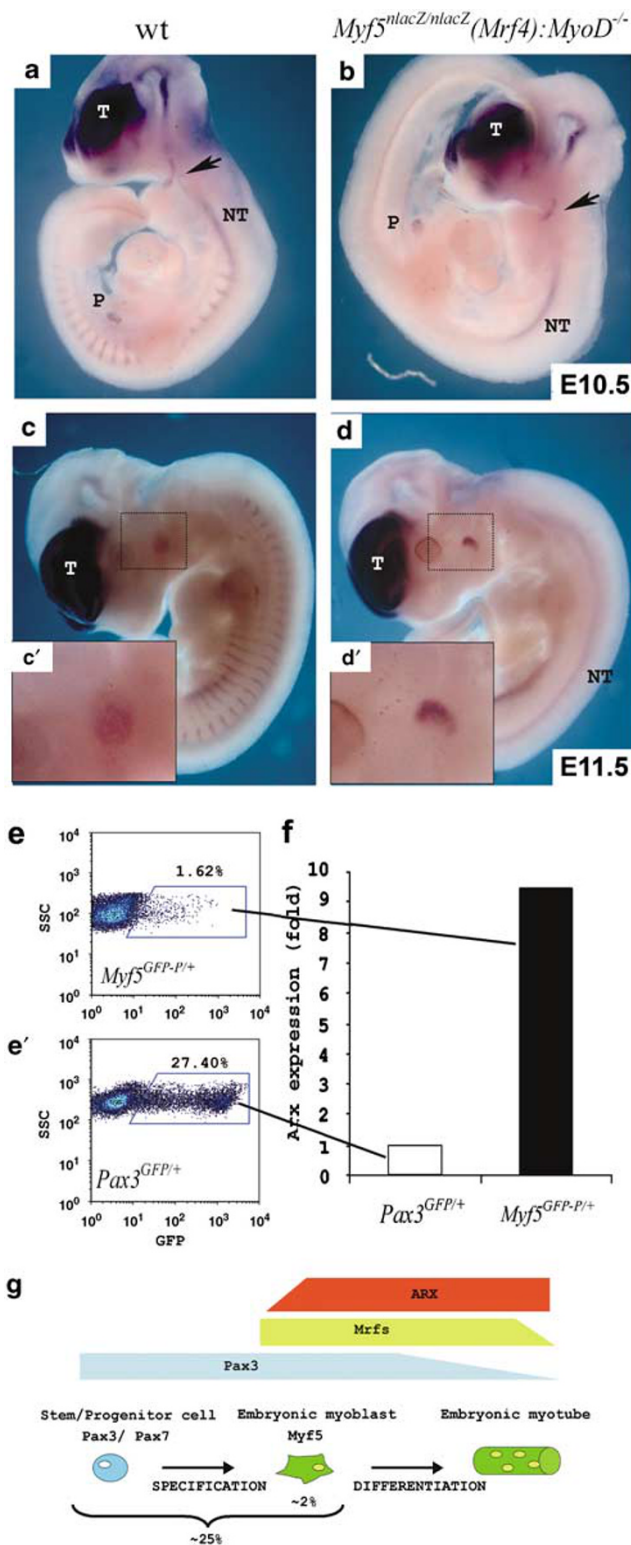 wt
Myf5nlacZ/nlacZ (Mrf4):MyoD-/-
a
T
NT
P
b
T
P
NT
E10.5
c
T
c'
d
T
NT
d'
E11.5
e
10^4
10^3
10^2
10^1
10^0
SSC
1.62%
Myf5GFP-P/+
10^0 10^1 10^2 10^3 10^4
e'
10^4
10^3
10^2
10^1
10^0
SSC
27.40%
Pax3GFP/+
10^0 10^1 10^2 10^3 10^4
GFP
f
Arx expression (fold)
10
9
8
7
6
5
4
3
2
1
0
Pax3GFP/+ Myf5GFP-P/+
g
ARX
Mrfs
Pax3
Stem/Progenitor cell Embryonic myoblast Embryonic myotube
Pax3/ Pax7 Myf5
SPECIFICATION DIFFERENTIATION
~2%
~25%